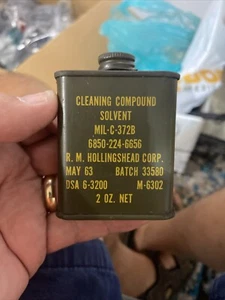 CLEANING COMPOUND
SOLVENT
MIL-C-372B
6850-224-6656
R. M. HOLLINGSHEAD CORP.
MAY 63 BATCH 33580
DSA 6-3200 M-6302
2 OZ. NET